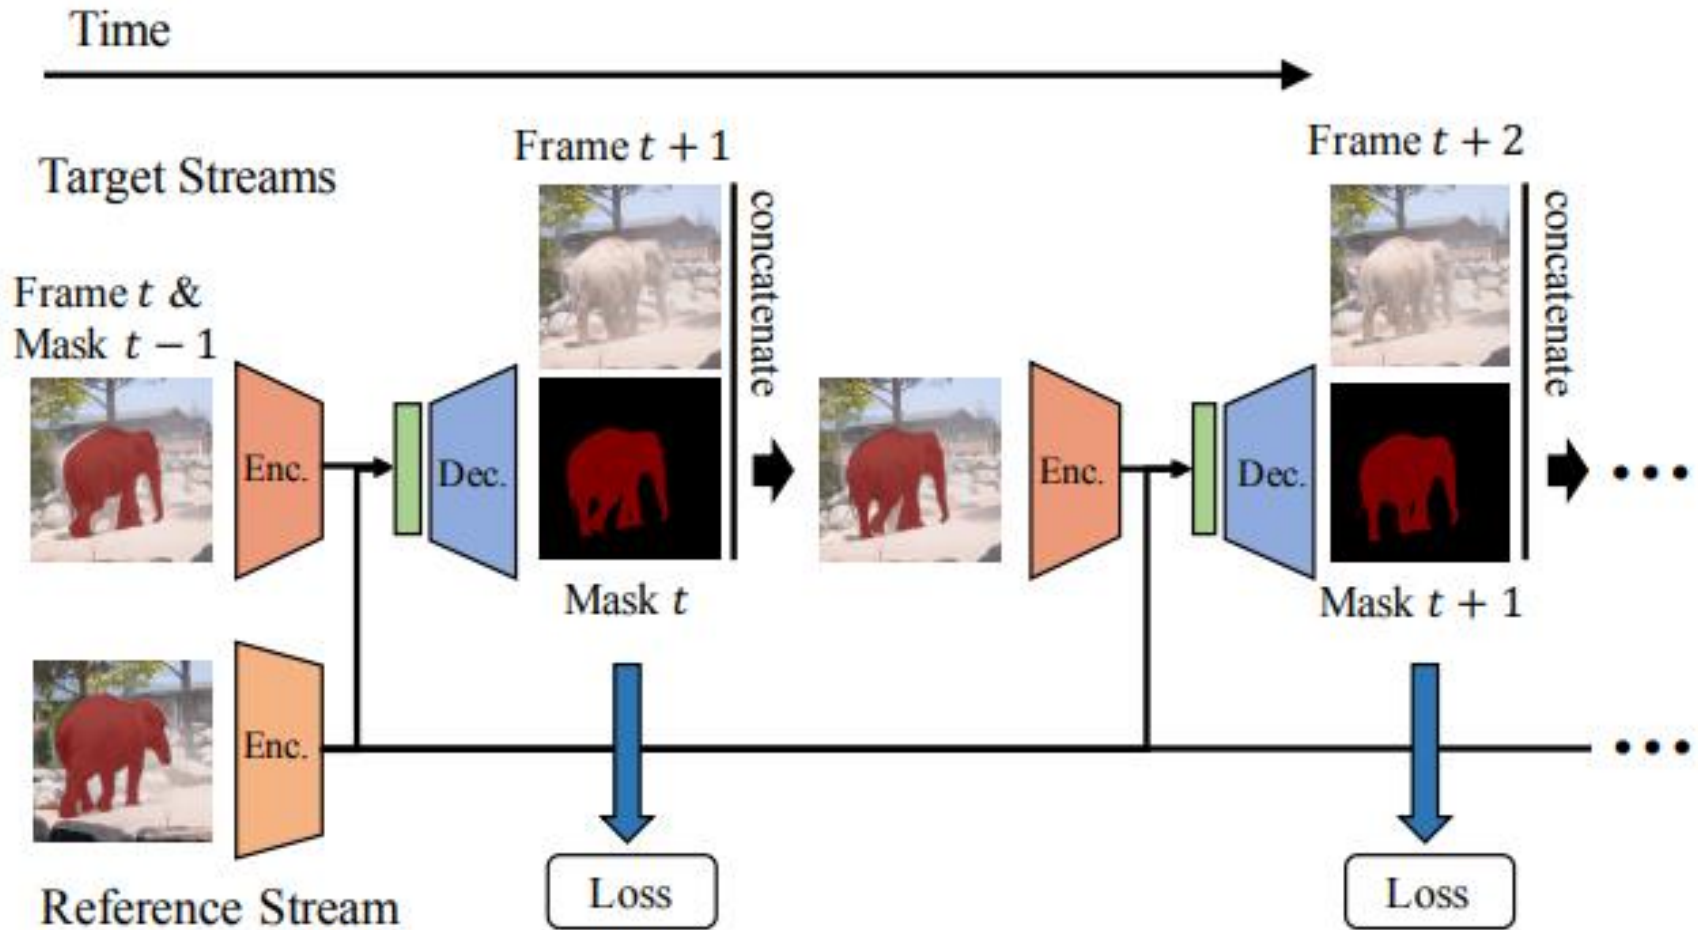 Time
Target Streams
Frame t + 1
Frame t + 2
concatenate
concatenate
Frame t &
Mask t − 1
Enc.
Dec.
Enc.
Dec.
Mask t
Mask t + 1
Enc.
Loss
Loss
Reference Stream